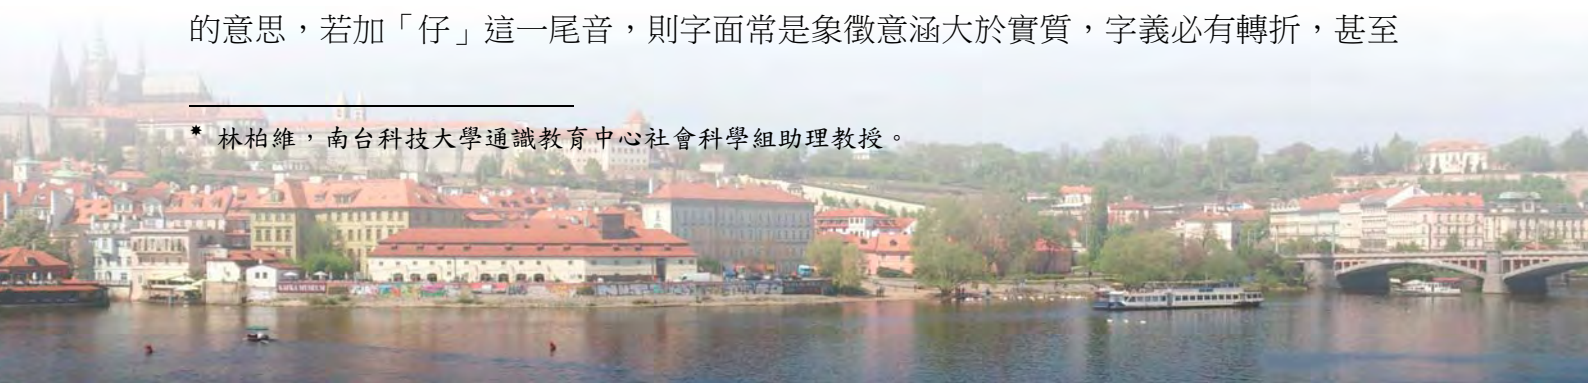 的意思，若加「仔」這一尾音，則字面常是象徵意涵大於實質，字義必有轉折，甚至
* 林柏維，南台科技大學通識教育中心社會科學組助理教授。
KAFKA MUSEUM